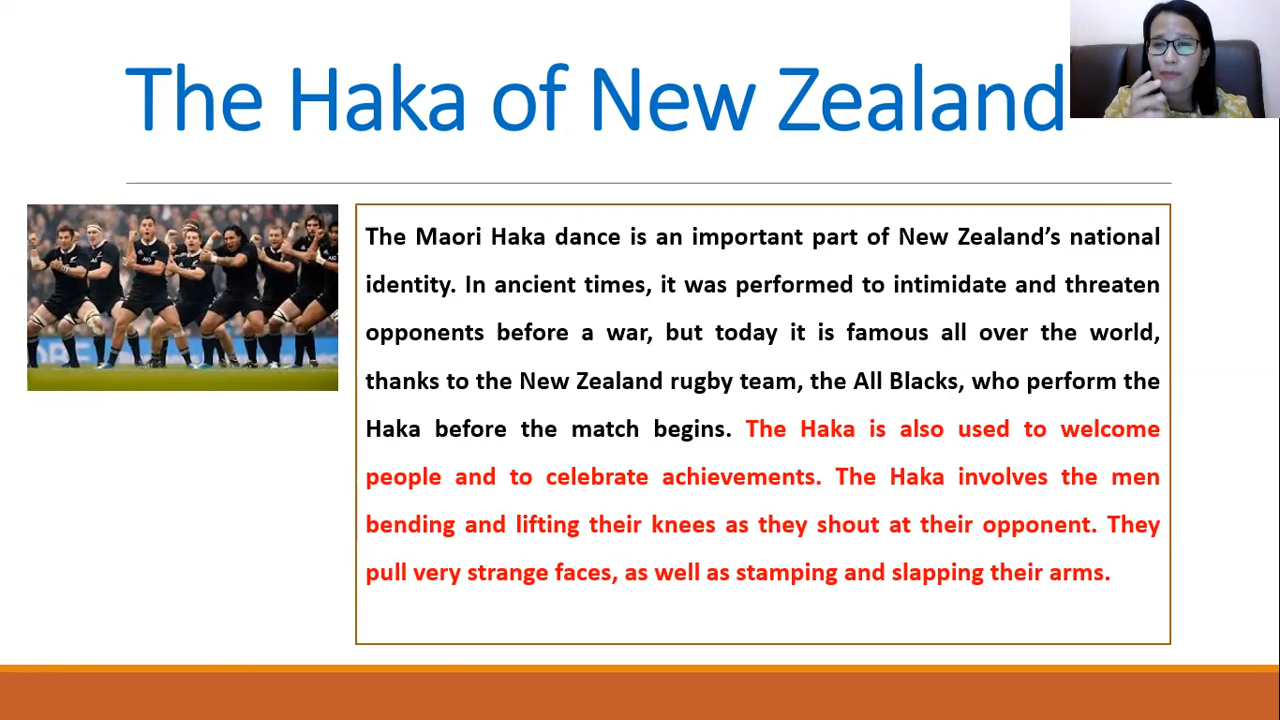 The Haka of New Zealand
The Maori Haka dance is an important part of New Zealand’s national
identity. In ancient times, it was performed to intimidate and threaten
opponents before a war, but today it is famous all over the world,
thanks to the New Zealand rugby team, the All Blacks, who perform the
Haka before the match begins. The Haka is also used to welcome
people and to celebrate achievements. The Haka involves the men
bending and lifting their knees as they shout at their opponent. They
pull very strange faces, as well as stamping and slapping their arms.
AIG